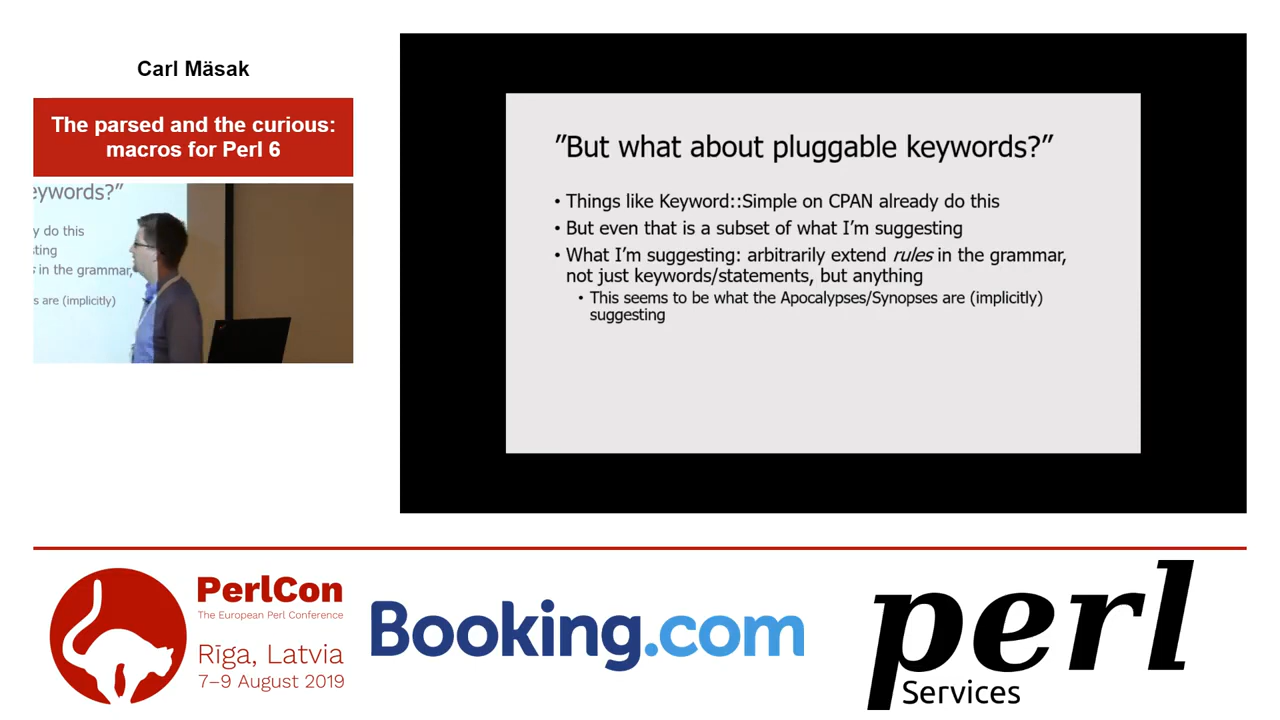 Carl Mäsak
The parsed and the curious:
macros for Perl 6
eywords?”
y do this
sting
s in the grammar,
s are (implicitly)
”But what about pluggable keywords?”
• Things like Keyword::Simple on CPAN already do this
• But even that is a subset of what I’m suggesting
• What I’m suggesting: arbitrarily extend rules in the grammar,
not just keywords/statements, but anything
• This seems to be what the Apocalypses/Synopses are (implicitly)
suggesting
PerlCon
The European Perl Conference
Rīga, Latvia
7–9 August 2019
Booking.com
perl
Services